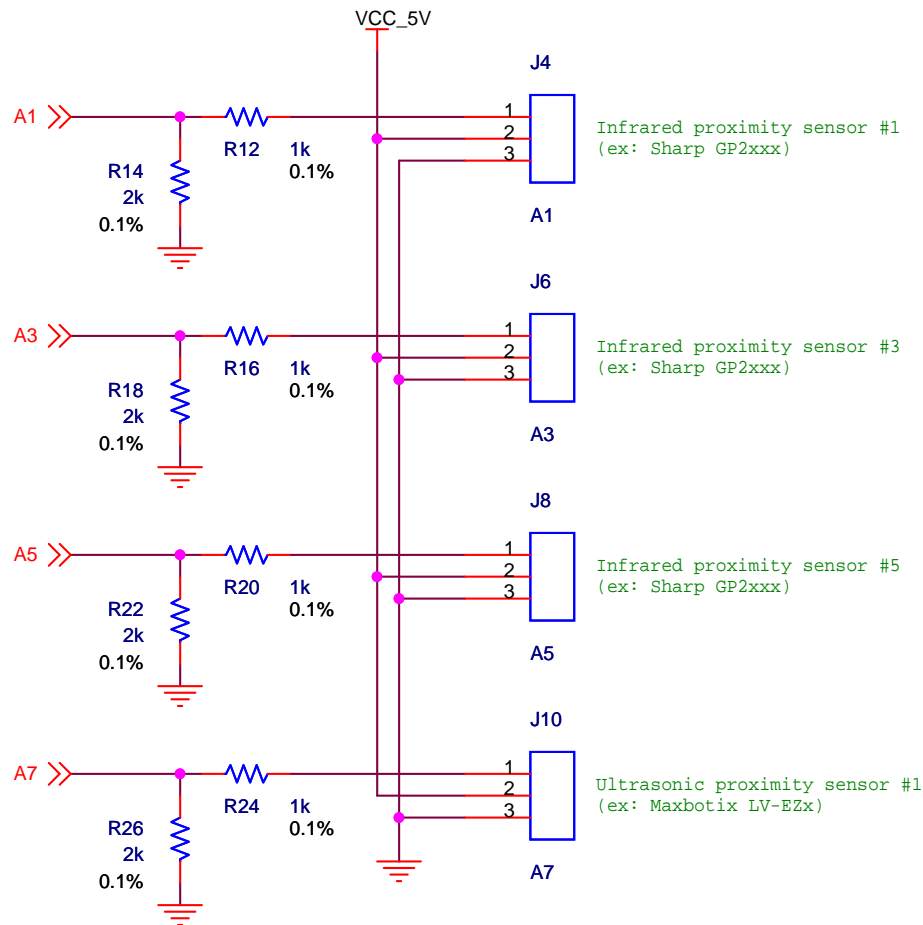 VCC_5V
J4
A1
1
2
3
R12
1k
0.1%
R14
2k
0.1%
Infrared proximity sensor #1
(ex: Sharp GP2xxx)
A1
J6
A3
1
2
3
R16
1k
0.1%
R18
2k
0.1%
Infrared proximity sensor #3
(ex: Sharp GP2xxx)
A3
J8
A5
1
2
3
R20
1k
0.1%
R22
2k
0.1%
Infrared proximity sensor #5
(ex: Sharp GP2xxx)
A5
J10
A7
1
2
3
R24
1k
0.1%
R26
2k
0.1%
Ultrasonic proximity sensor #1
(ex: Maxbotix LV-EZx)
A7